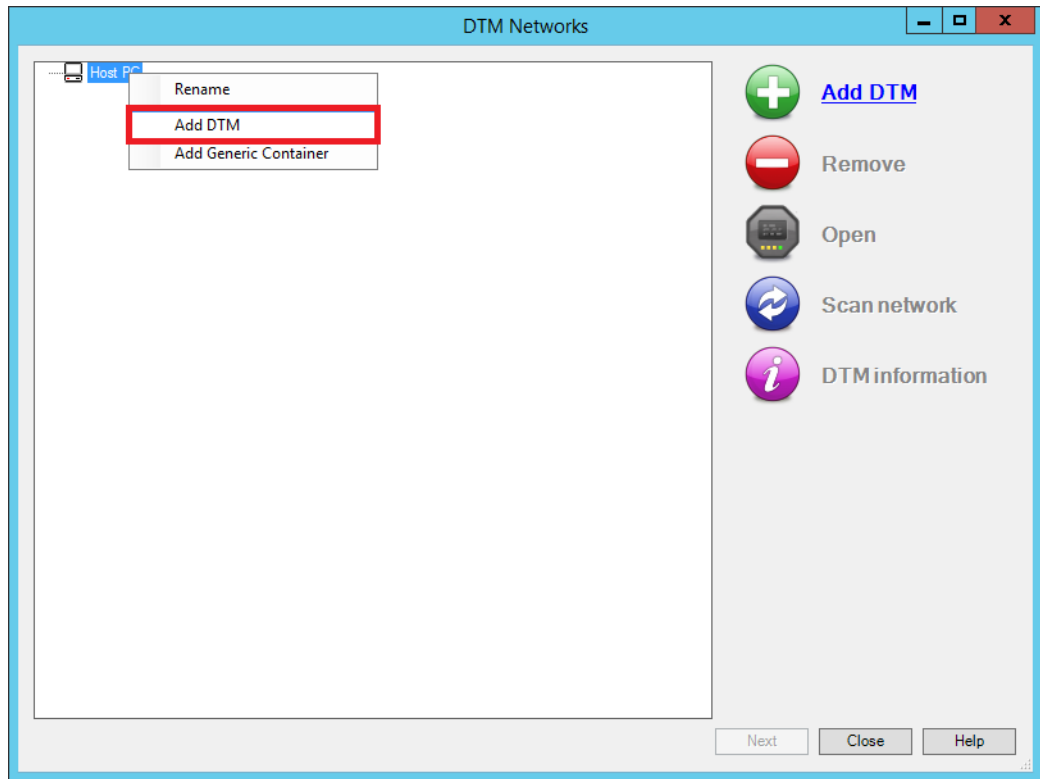 DTM Networks
Host PC
Rename
Add DTM
Add Generic Container
Add DTM
Remove
Open
Scan network
DTM information
Next
Close
Help